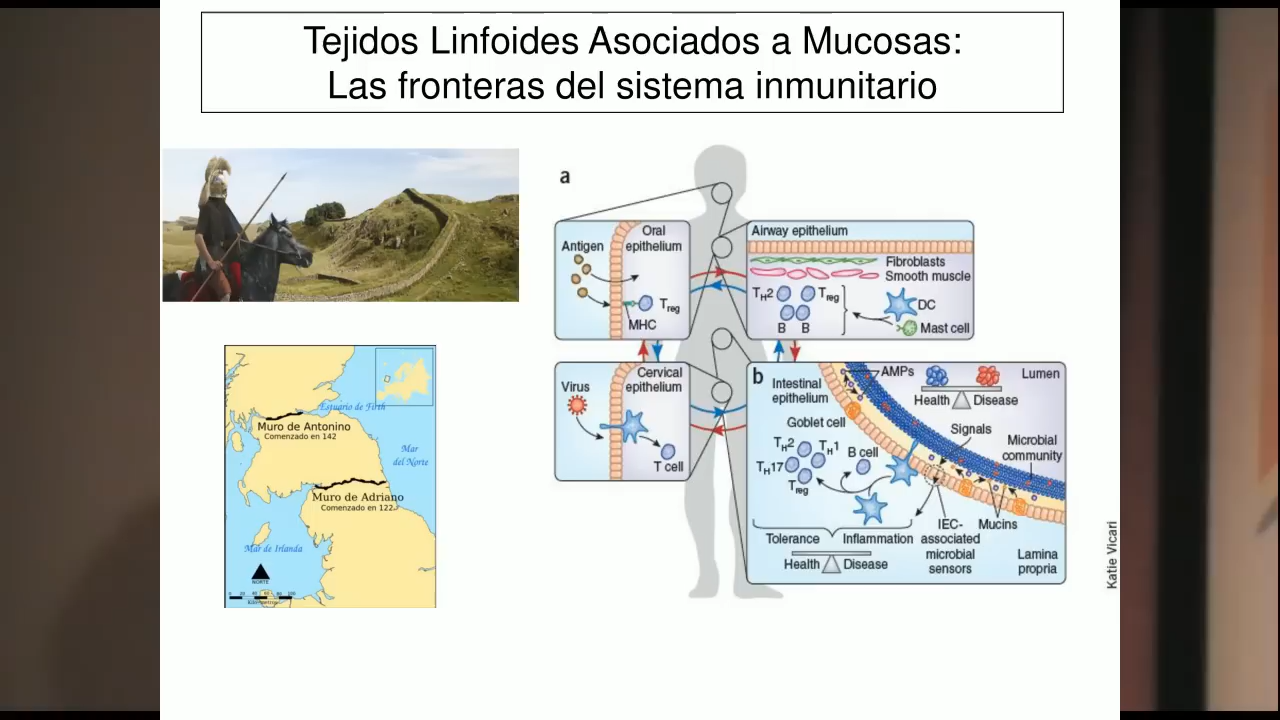 Tejidos Linfoides Asociados a Mucosas:
Las fronteras del sistema inmunitario
a
Antigen
Oral
epithelium
Treg
MHC
Airway epithelium
Fibroblasts
Smooth muscle
TH2
Treg
B
B
DC
Mast cell
Virus
Cervical
epithelium
T cell
b
Intestinal
epithelium
AMPs
Lumen
Health
Disease
Goblet cell
Signals
Microbial
community
TH2
TH1
B cell
TH17
Treg
Tolerance
Inflammation
Health
Disease
IEC-
associated
microbial
sensors
Mucins
Lamina
propria
Katie Vicari
Estuario de Firth
Muro de Antonino
Comenzado en 142
Mar
del Norte
Muro de Adriano
Comenzado en 122
Mar de Irlanda
NORTE